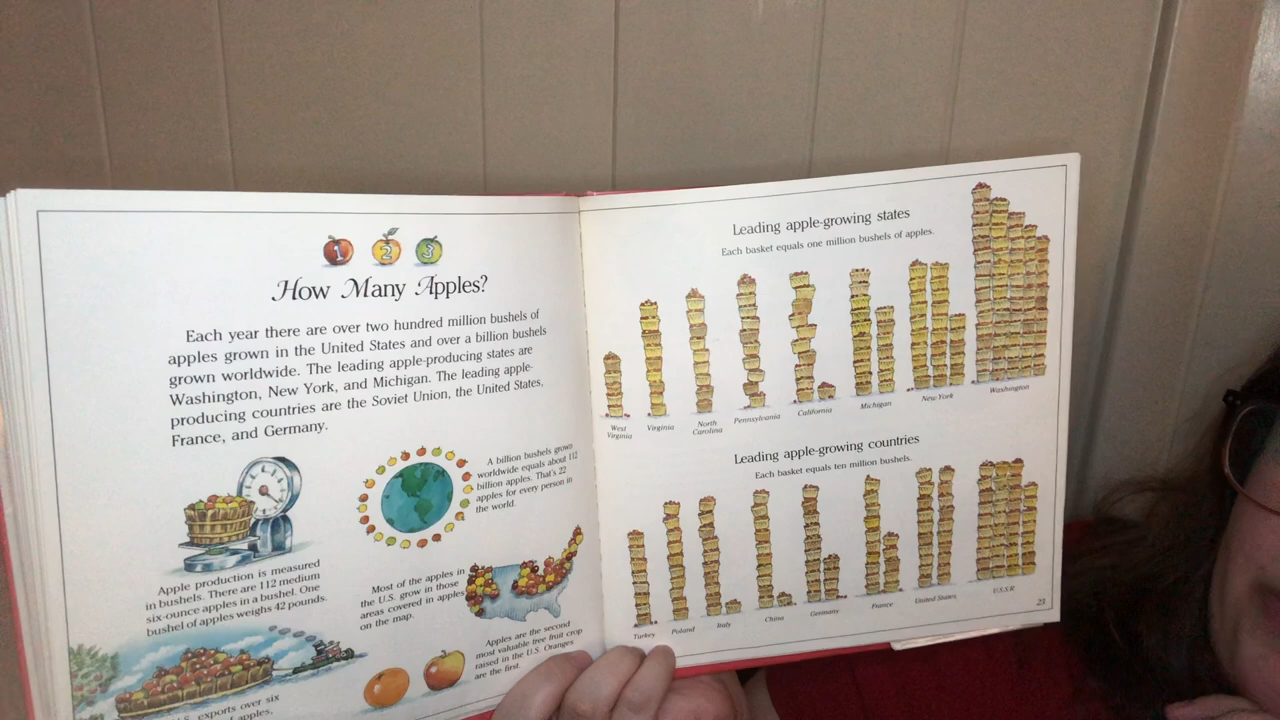 1 2 3
How Many Apples?
Each year there are over two hundred million bushels of
apples grown in the United States and over a billion bushels
grown worldwide. The leading apple-producing states are
Washington, New York, and Michigan. The leading apple-
producing countries are the Soviet Union, the United States,
France, and Germany.
A billion bushels grown
worldwide equals about 112
billion apples. That's 22
apples for every person in
the world.
Apple production is measured
in bushels. There are 112 medium
six-ounce apples in a bushel. One
bushel of apples weighs 42 pounds.
Most of the apples in
the U.S. grow in those
areas covered in apples
on the map.
Apples are the second
most valuable tree fruit crop
raised in the U.S. Oranges
are the first.
exports over six
apples,
Leading apple-growing states
Each basket equals one million bushels of apples.
West
Virginia
Virginia
North
Carolina
Pennsylvania
California
Michigan
New York
Washington
Leading apple-growing countries
Each basket equals ten million bushels.
Turkey
Poland
Italy
China
Germany
France
United States
U.S.S.R
23